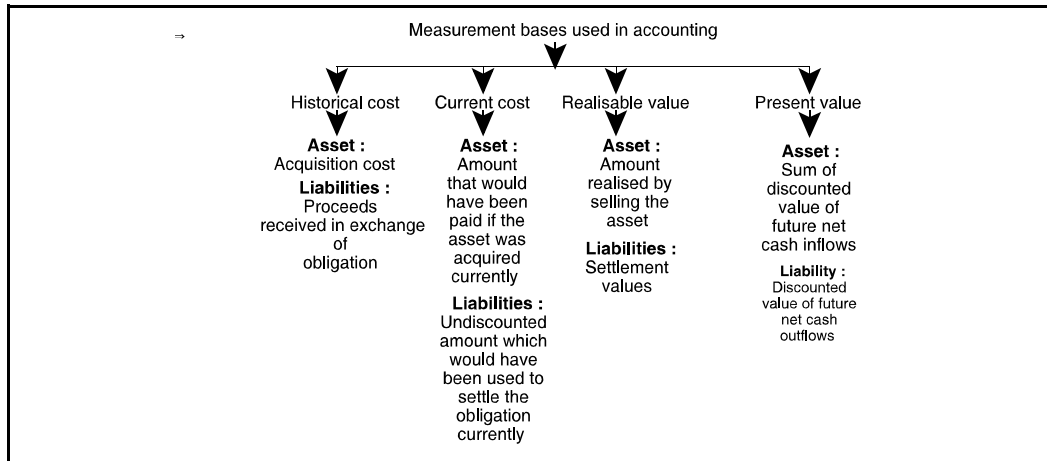 ⇒
Measurement bases used in accounting
Historical cost
Current cost
Realisable value
Present value
Asset :
Acquisition cost
Liabilities :
Proceeds
received in exchange
of
obligation
Asset :
Amount
that would
have been
paid if the
asset was
acquired
currently
Liabilities :
Undiscounted
amount which
would have
been used to
settle the
obligation
currently
Asset :
Amount
realised by
selling the
asset
Liabilities :
Settlement
values
Asset :
Sum of
discounted
value of
future net
cash inflows
Liability :
Discounted
value of future
net cash
outflows